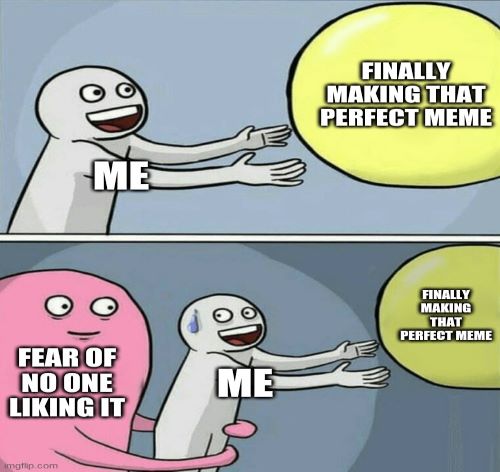 FINALLY
MAKING THAT
PERFECT MEME
ME
FINALLY
MAKING
THAT
PERFECT MEME
FEAR OF
NO ONE
LIKING IT
ME
imgflip.com